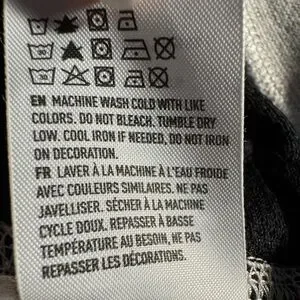 EN MACHINE WASH COLD WITH LIKE
COLORS. DO NOT BLEACH. TUMBLE DRY
LOW. COOL IRON IF NEEDED, DO NOT IRON
ON DECORATION.
FR LAVER À LA MACHINE À L'EAU FROIDE
AVEC COULEURS SIMILAIRES. NE PAS
JAVELLISER. SÉCHER À LA MACHINE
CYCLE DOUX. REPASSER À BASSE
TEMPÉRATURE AU BESOIN, NE PAS
REPASSER LES DÉCORATIONS.